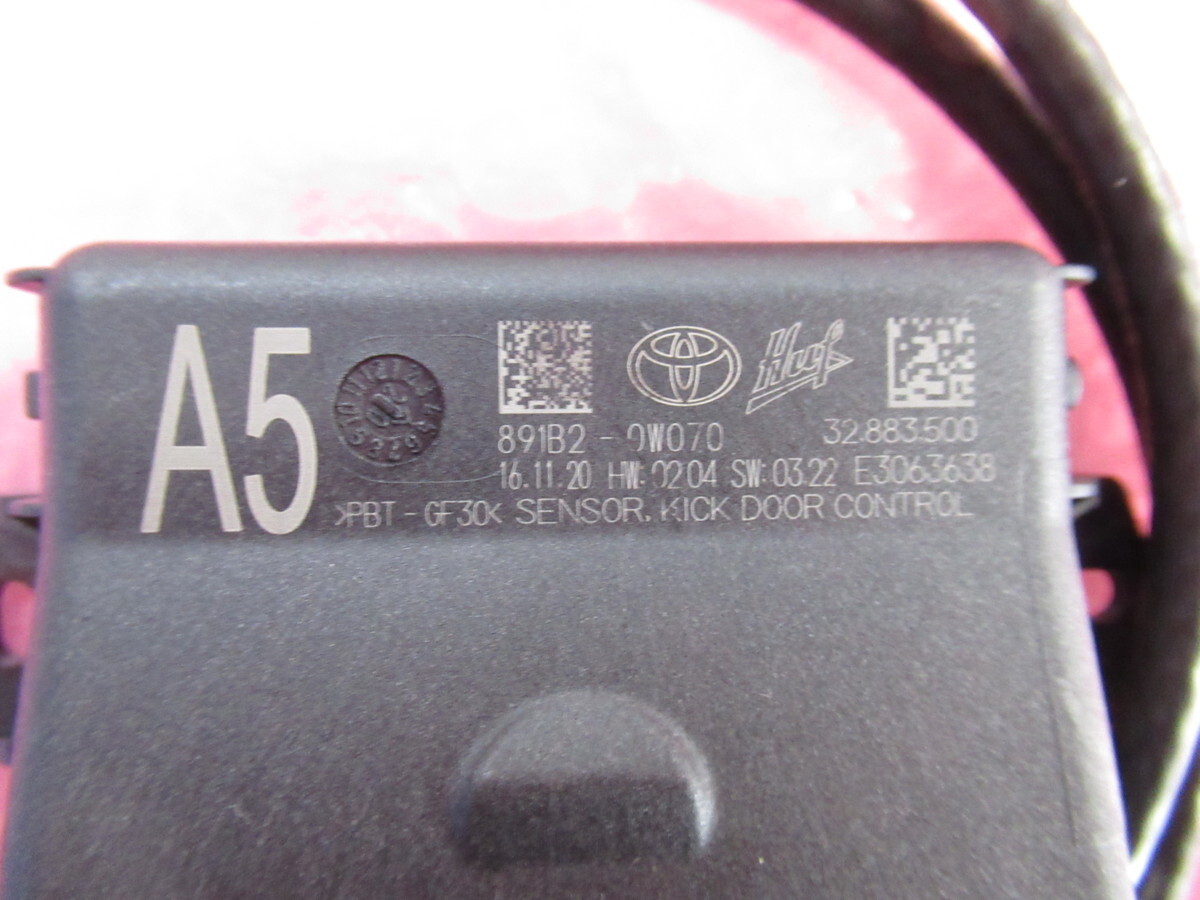 A5
Huf
891B2-0W070
32.883.500
16.11.20 HW:02.04 SW:03.22 E3063638
>PBT-GF30< SENSOR, KICK DOOR CONTROL